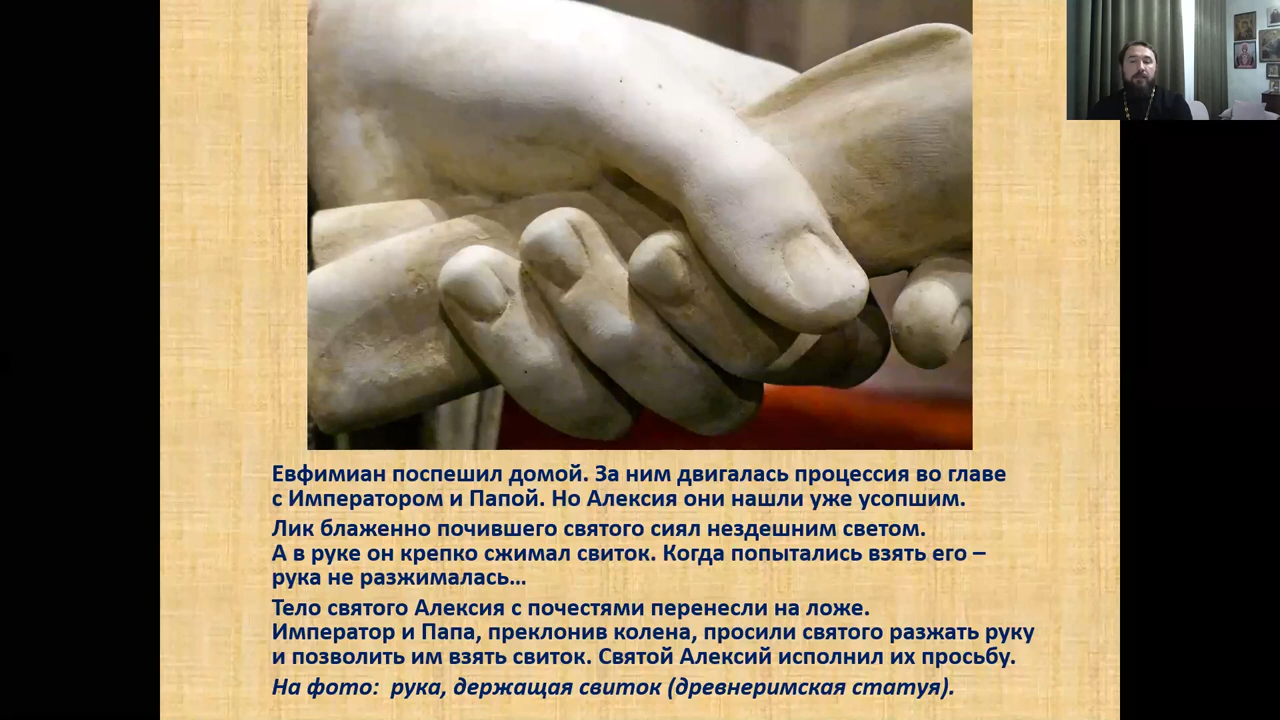 Евфимиан поспешил домой. За ним двигалась процессия во главе
с Императором и Папой. Но Алексия они нашли уже усопшим.
Лик блаженно почившего святого сиял нездешним светом.
А в руке он крепко сжимал свиток. Когда попытались взять его –
рука не разжималась...
Тело святого Алексия с почестями перенесли на ложе.
Император и Папа, преклонив колена, просили святого разжать руку
и позволить им взять свиток. Святой Алексий исполнил их просьбу.
На фото: рука, держащая свиток (древнеримская статуя).